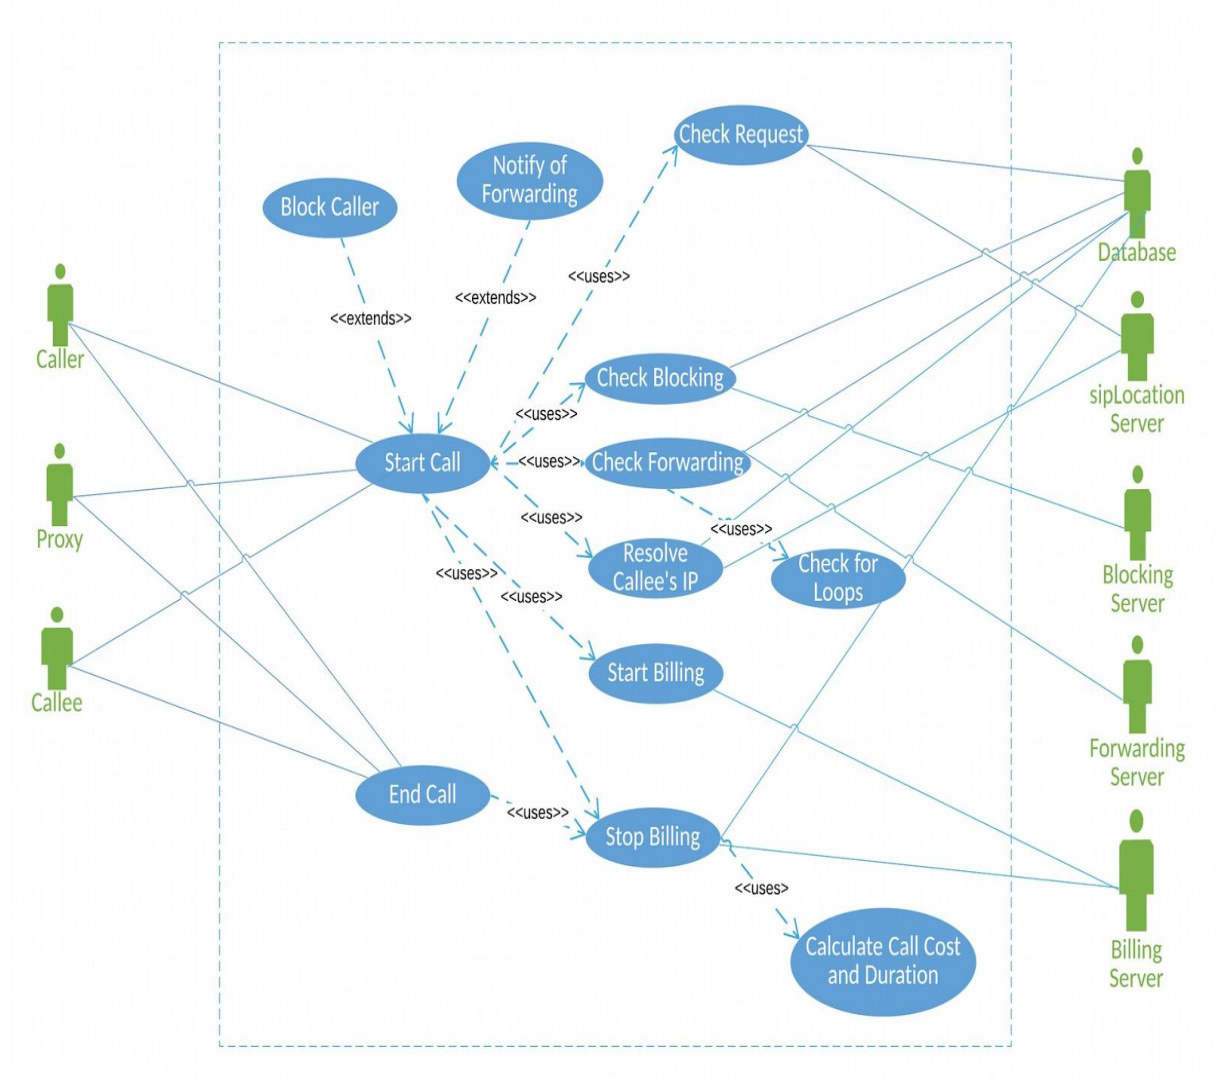 Check Request
Notify of
Forwarding
Block Caller
Database
<<uses>>
<<extends>>
<<extends>>
Caller
Check Blocking
sipLocation
Server
<<uses>>
Start Call
<<uses>>
Check Forwarding
<<uses>>
<<uses>>
Proxy
Resolve
Callee's IP
Check for
Loops
<<uses>>
<<uses>>
Blocking
Server
Start Billing
Callee
Forwarding
Server
End Call
<<uses>>
Stop Billing
<<uses>
Calculate Call Cost
and Duration
Billing
Server